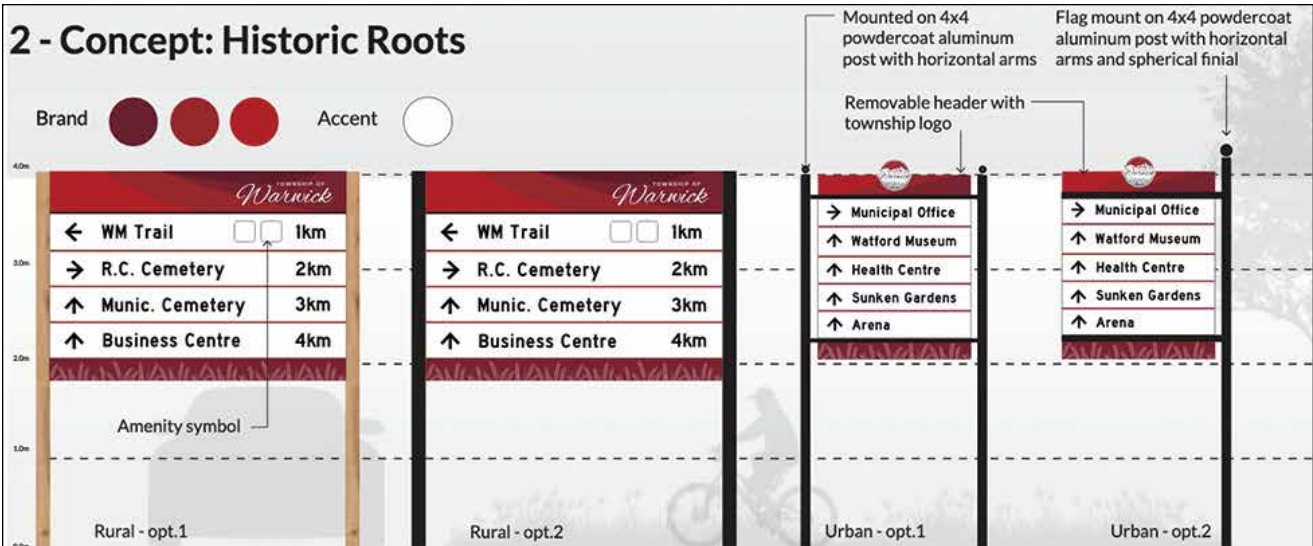 2 - Concept: Historic Roots
Brand
Accent
Mounted on 4x4
powdercoat aluminum
post with horizontal arms
Flag mount on 4x4 powdercoat
aluminum post with horizontal
arms and spherical finial
Removable header with
township logo
4.0m
3.0m
2.0m
1.0m
0.0m
TOWNSHIP OF
Warwick
← WM Trail 1km
→ R.C. Cemetery 2km
↑ Munic. Cemetery 3km
↑ Business Centre 4km
Amenity symbol
Rural - opt.1
TOWNSHIP OF
Warwick
← WM Trail 1km
→ R.C. Cemetery 2km
↑ Munic. Cemetery 3km
↑ Business Centre 4km
Rural - opt.2
→ Municipal Office
↑ Watford Museum
↑ Health Centre
↑ Sunken Gardens
↑ Arena
Urban - opt.1
→ Municipal Office
↑ Watford Museum
↑ Health Centre
↑ Sunken Gardens
↑ Arena
Urban - opt.2